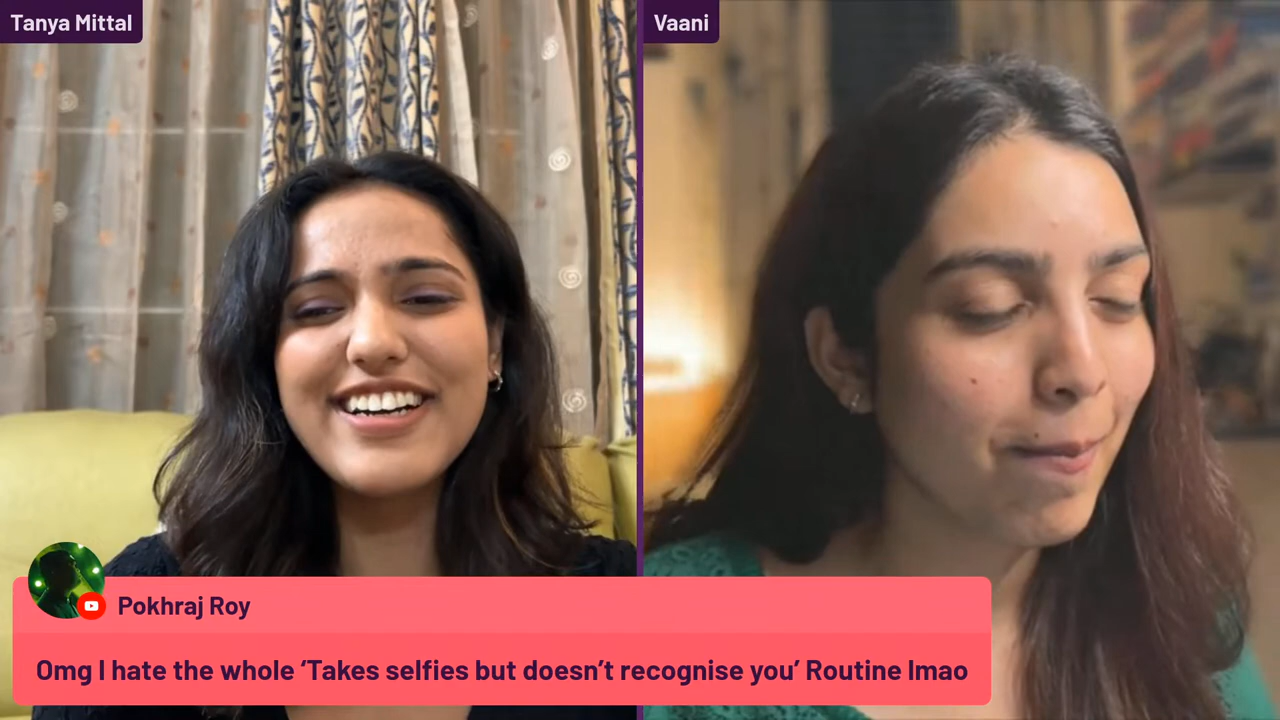 Tanya Mittal
Vaani
Pokhraj Roy
Omg I hate the whole ‘Takes selfies but doesn’t recognise you’ Routine lmao